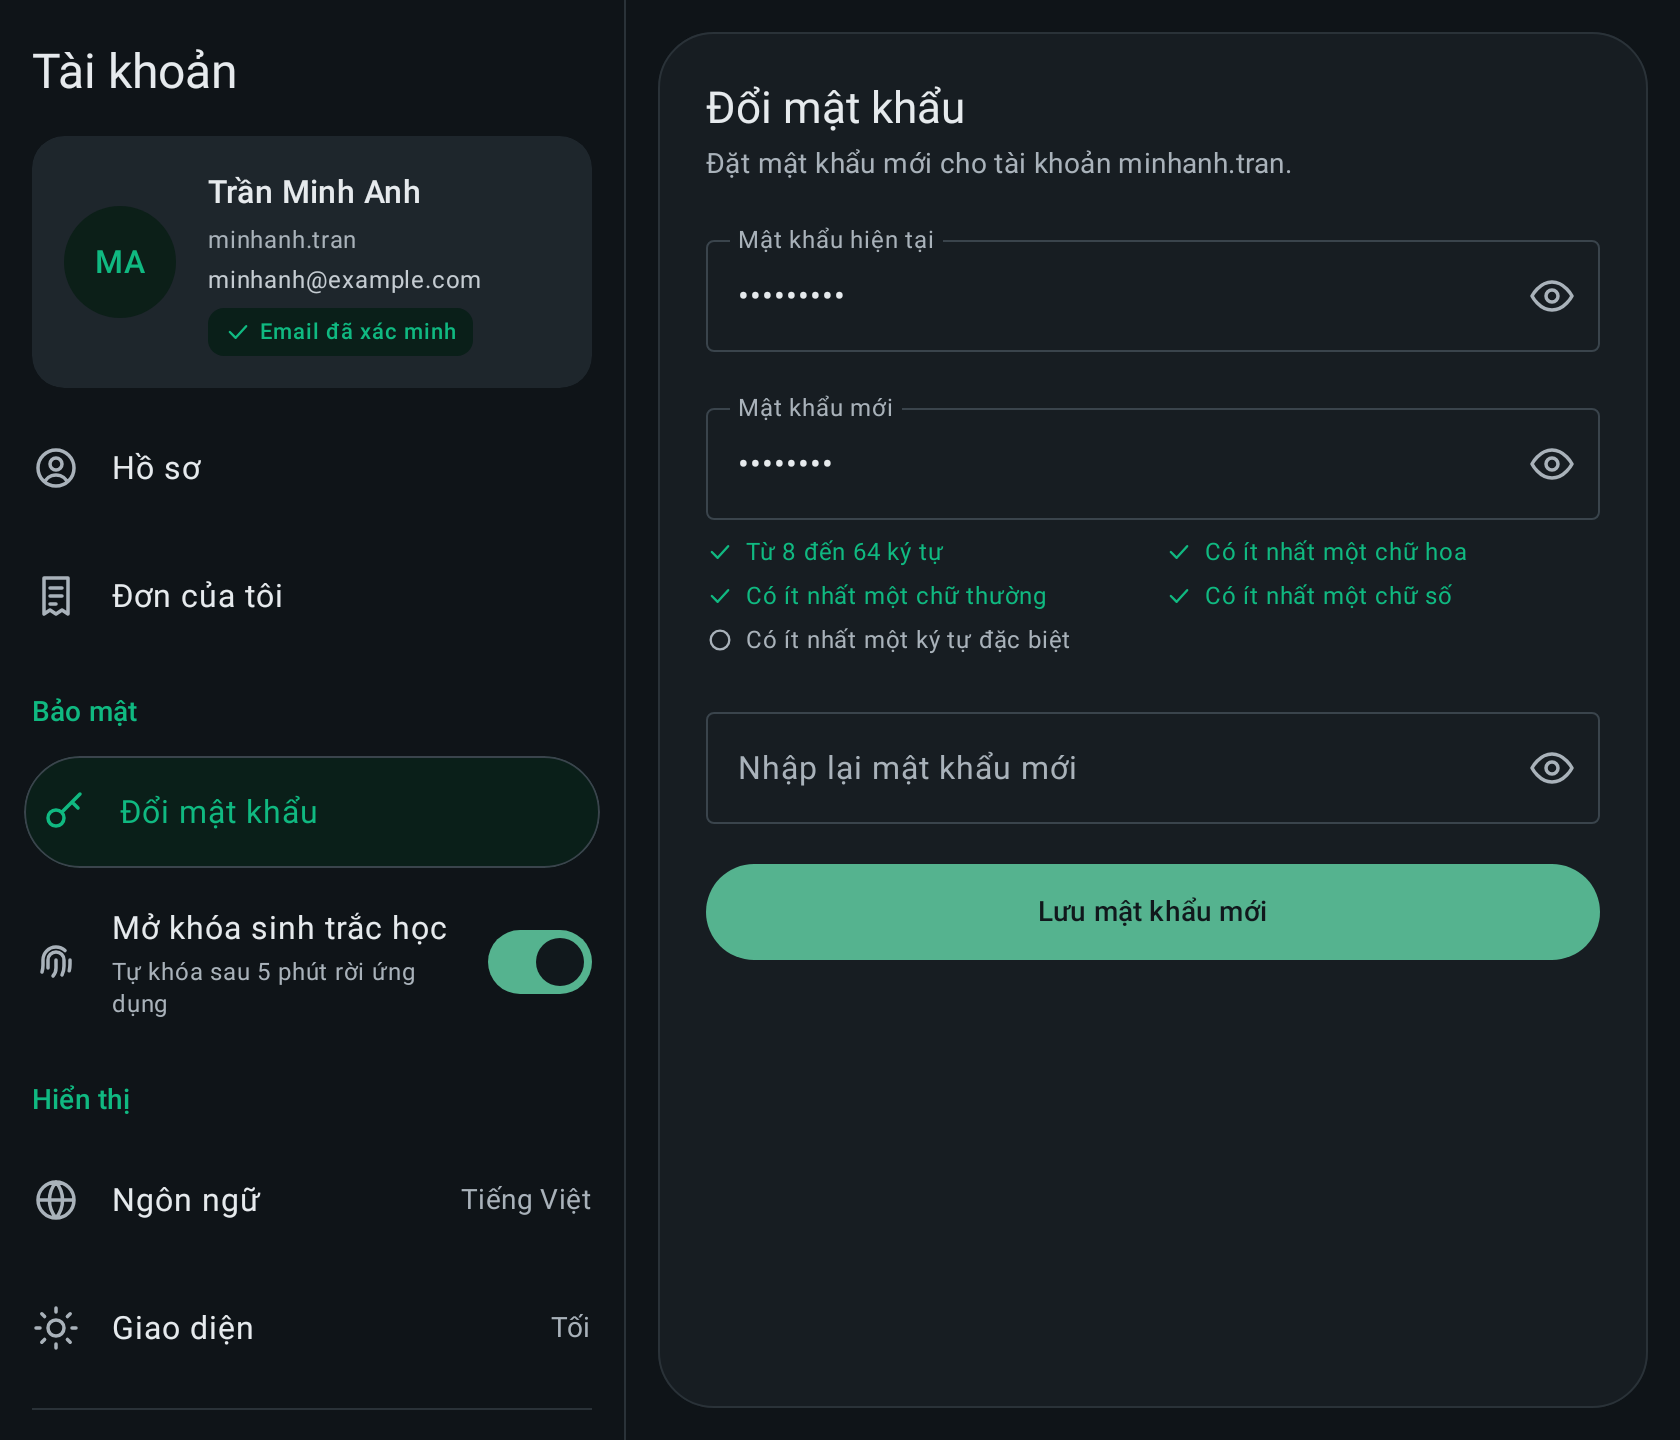 Tài khoản
MA
Trần Minh Anh
minhanh.tran
minhanh@example.com
Email đã xác minh
Hồ sơ
Đơn của tôi
Bảo mật
Đổi mật khẩu
Mở khóa sinh trắc học
Tự khóa sau 5 phút rời ứng
dụng
Hiển thị
Ngôn ngữ
Tiếng Việt
Giao diện
Tối
Đổi mật khẩu
Đặt mật khẩu mới cho tài khoản minhanh.tran.
Mật khẩu hiện tại
•••••••••
Mật khẩu mới
••••••••
Từ 8 đến 64 ký tự
Có ít nhất một chữ hoa
Có ít nhất một chữ thường
Có ít nhất một chữ số
Có ít nhất một ký tự đặc biệt
Nhập lại mật khẩu mới
Lưu mật khẩu mới